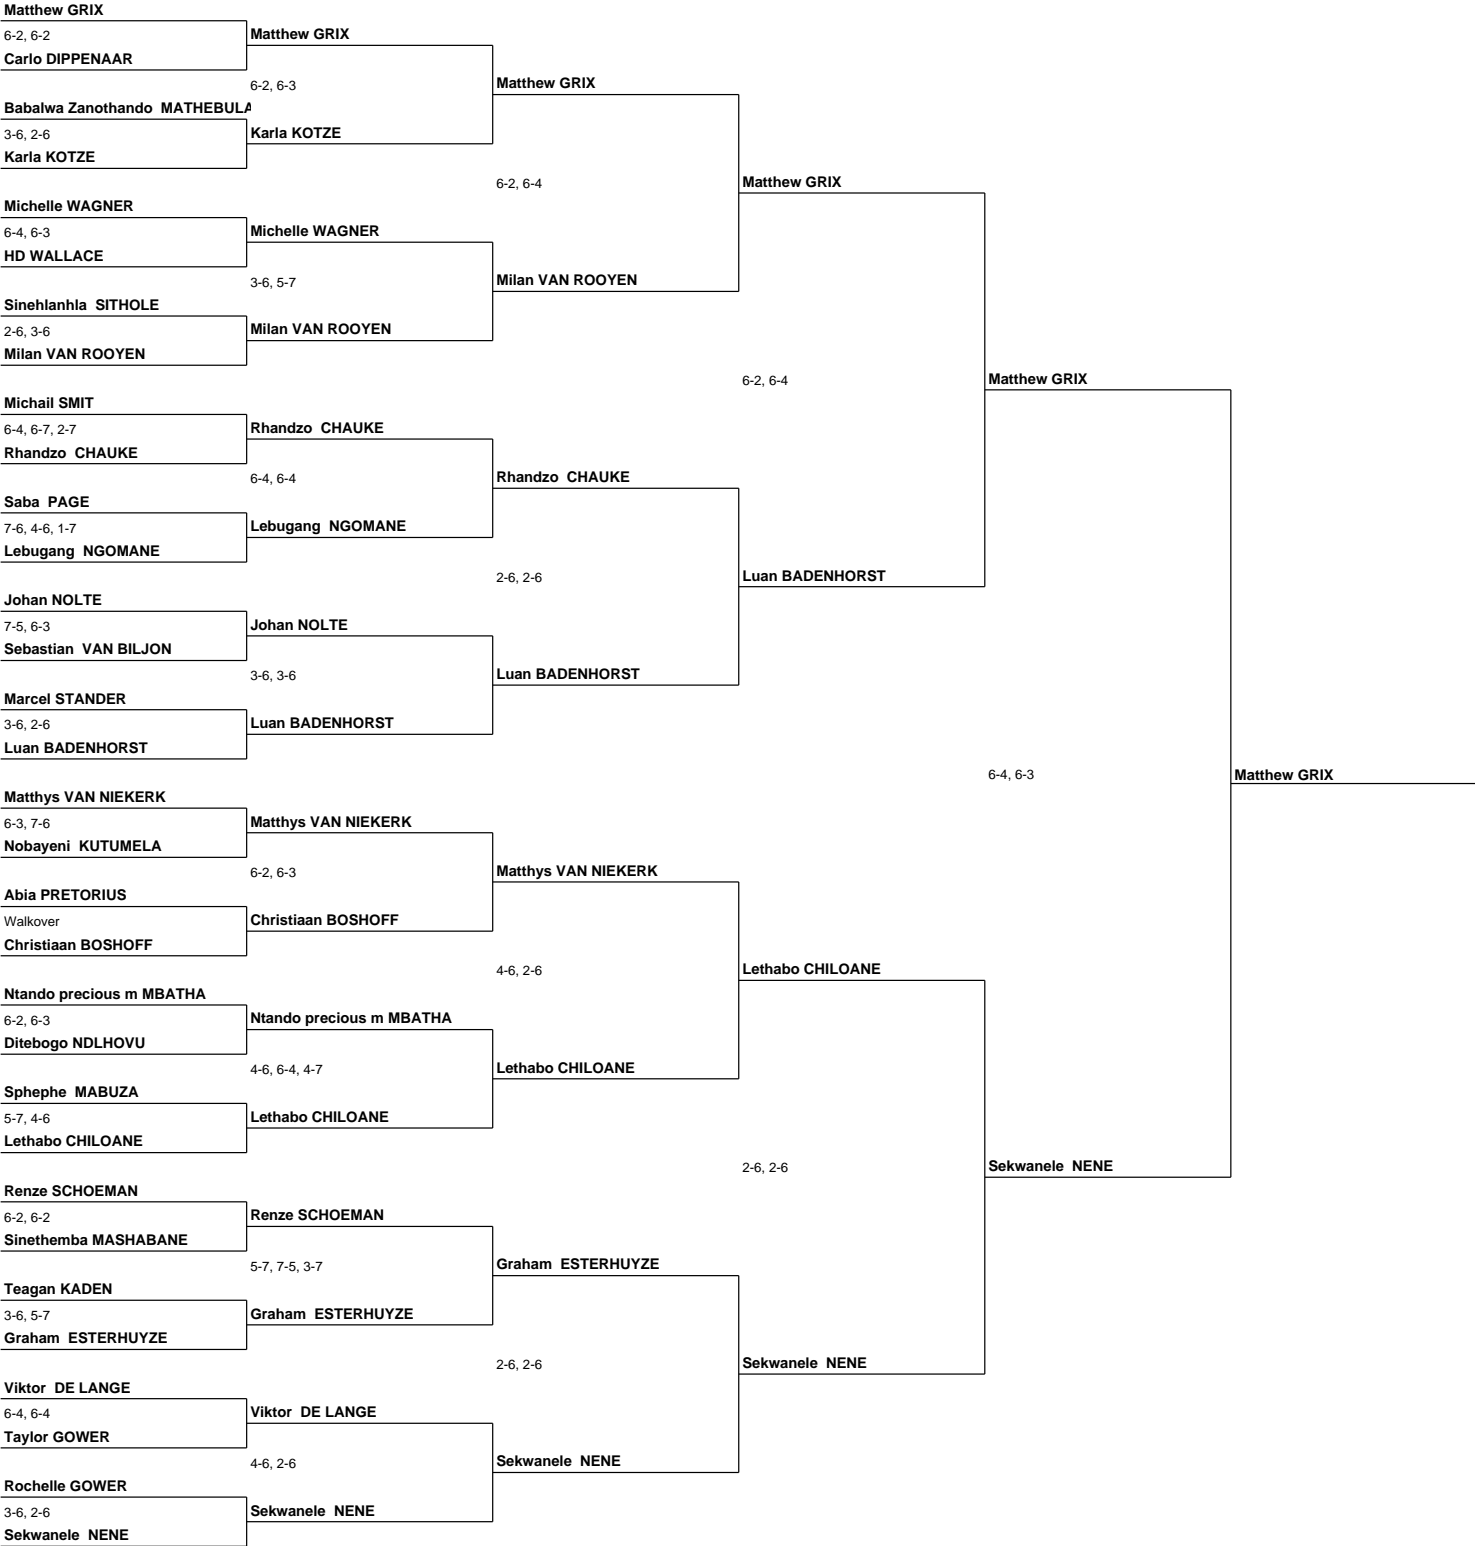 Matthew GRIX
6-2, 6-2
Carlo DIPPENAAR
Babalwa Zanothando MATHEBULA
3-6, 2-6
Karla KOTZE
Michelle WAGNER
6-4, 6-3
HD WALLACE
Sinehlanhla SITHOLE
2-6, 3-6
Milan VAN ROOYEN
Michail SMIT
6-4, 6-7, 2-7
Rhandzo CHAUKE
Saba PAGE
7-6, 4-6, 1-7
Lebugang NGOMANE
Johan NOLTE
7-5, 6-3
Sebastian VAN BILJON
Marcel STANDER
3-6, 2-6
Luan BADENHORST
Matthys VAN NIEKERK
6-3, 7-6
Nobayeni KUTUMELA
Abia PRETORIUS
Walkover
Christiaan BOSHOFF
Ntando precious m MBATHA
6-2, 6-3
Ditebogo NDLHOVU
Sphephe MABUZA
5-7, 4-6
Lethabo CHILOANE
Renze SCHOEMAN
6-2, 6-2
Sinethemba MASHABANE
Teagan KADEN
3-6, 5-7
Graham ESTERHUYZE
Viktor DE LANGE
6-4, 6-4
Taylor GOWER
Rochelle GOWER
3-6, 2-6
Sekwanele NENE
Matthew GRIX
6-2, 6-3
Karla KOTZE
Michelle WAGNER
3-6, 5-7
Milan VAN ROOYEN
Rhandzo CHAUKE
6-4, 6-4
Lebugang NGOMANE
Johan NOLTE
3-6, 3-6
Luan BADENHORST
Matthys VAN NIEKERK
6-2, 6-3
Christiaan BOSHOFF
Ntando precious m MBATHA
4-6, 6-4, 4-7
Lethabo CHILOANE
Renze SCHOEMAN
5-7, 7-5, 3-7
Graham ESTERHUYZE
Viktor DE LANGE
4-6, 2-6
Sekwanele NENE
Matthew GRIX
6-2, 6-4
Milan VAN ROOYEN
Rhandzo CHAUKE
2-6, 2-6
Luan BADENHORST
Matthys VAN NIEKERK
4-6, 2-6
Lethabo CHILOANE
Graham ESTERHUYZE
2-6, 2-6
Sekwanele NENE
Matthew GRIX
6-2, 6-4
Luan BADENHORST
Lethabo CHILOANE
2-6, 2-6
Sekwanele NENE
Matthew GRIX
6-4, 6-3
Sekwanele NENE
Matthew GRIX